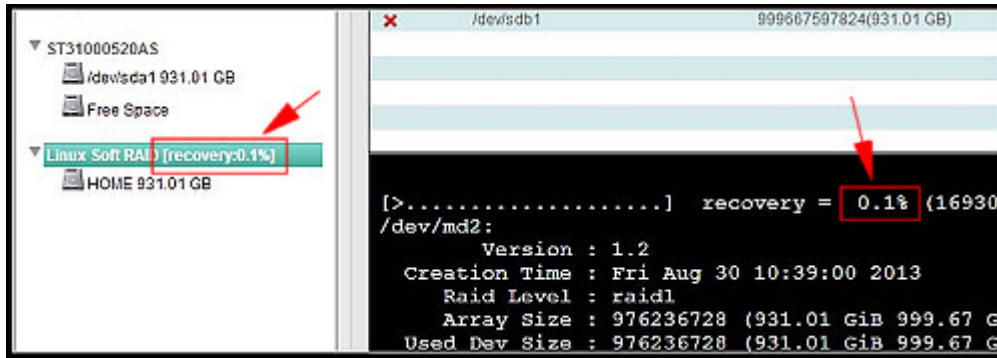 ST31000520AS
/dev/sda1 931.01 GB
Free Space
Linux Soft RAID [recovery:0.1%]
HOME 931.01 GB
/dev/sdb1 999667597824(931.01 GB)
[>.....................] recovery = 0.1% (16930
/dev/md2:
Version : 1.2
Creation Time : Fri Aug 30 10:39:00 2013
Raid Level : raid1
Array Size : 976236728 (931.01 GiB 999.67 G
Used Dev Size : 976236728 (931.01 GiB 999.67 G